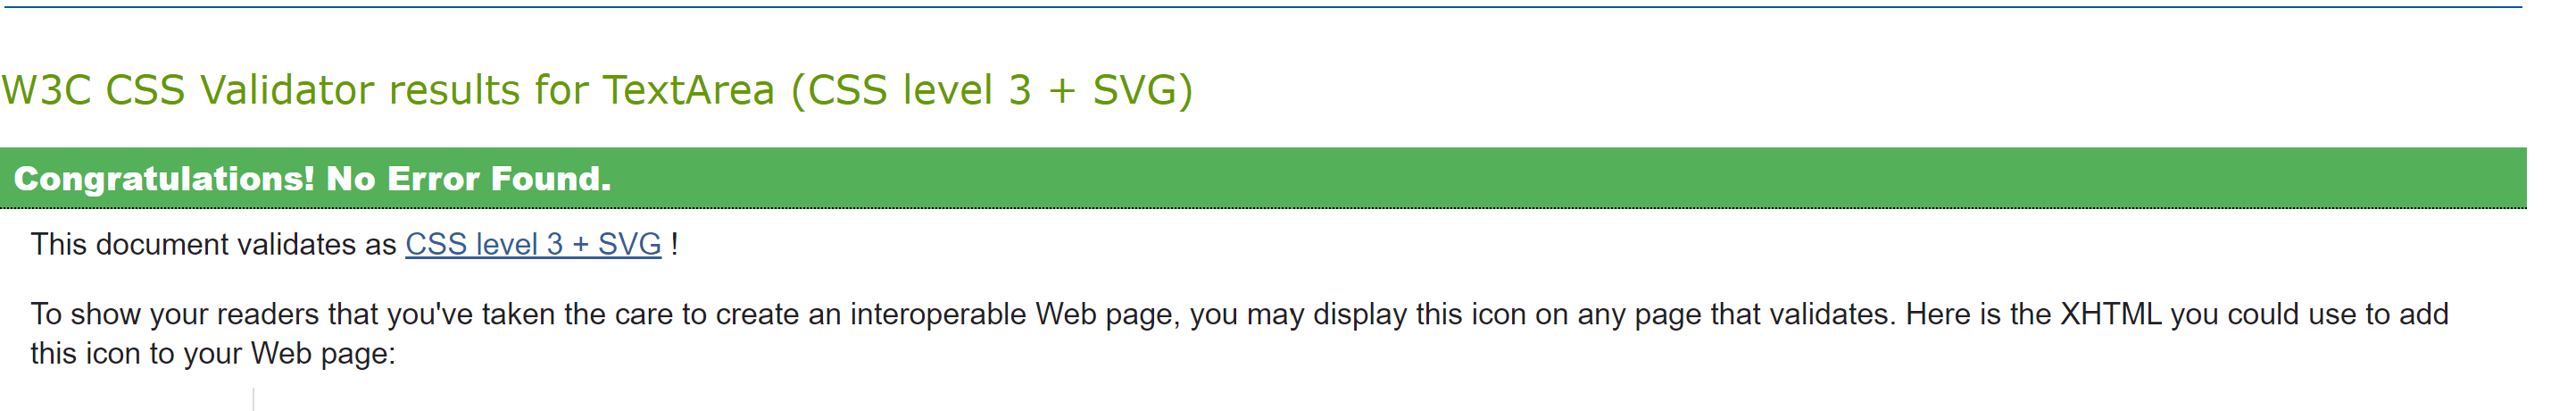 W3C CSS Validator results for TextArea (CSS level 3 + SVG)
Congratulations! No Error Found.
This document validates as CSS level 3 + SVG !
To show your readers that you've taken the care to create an interoperable Web page, you may display this icon on any page that validates. Here is the XHTML you could use to add
this icon to your Web page: